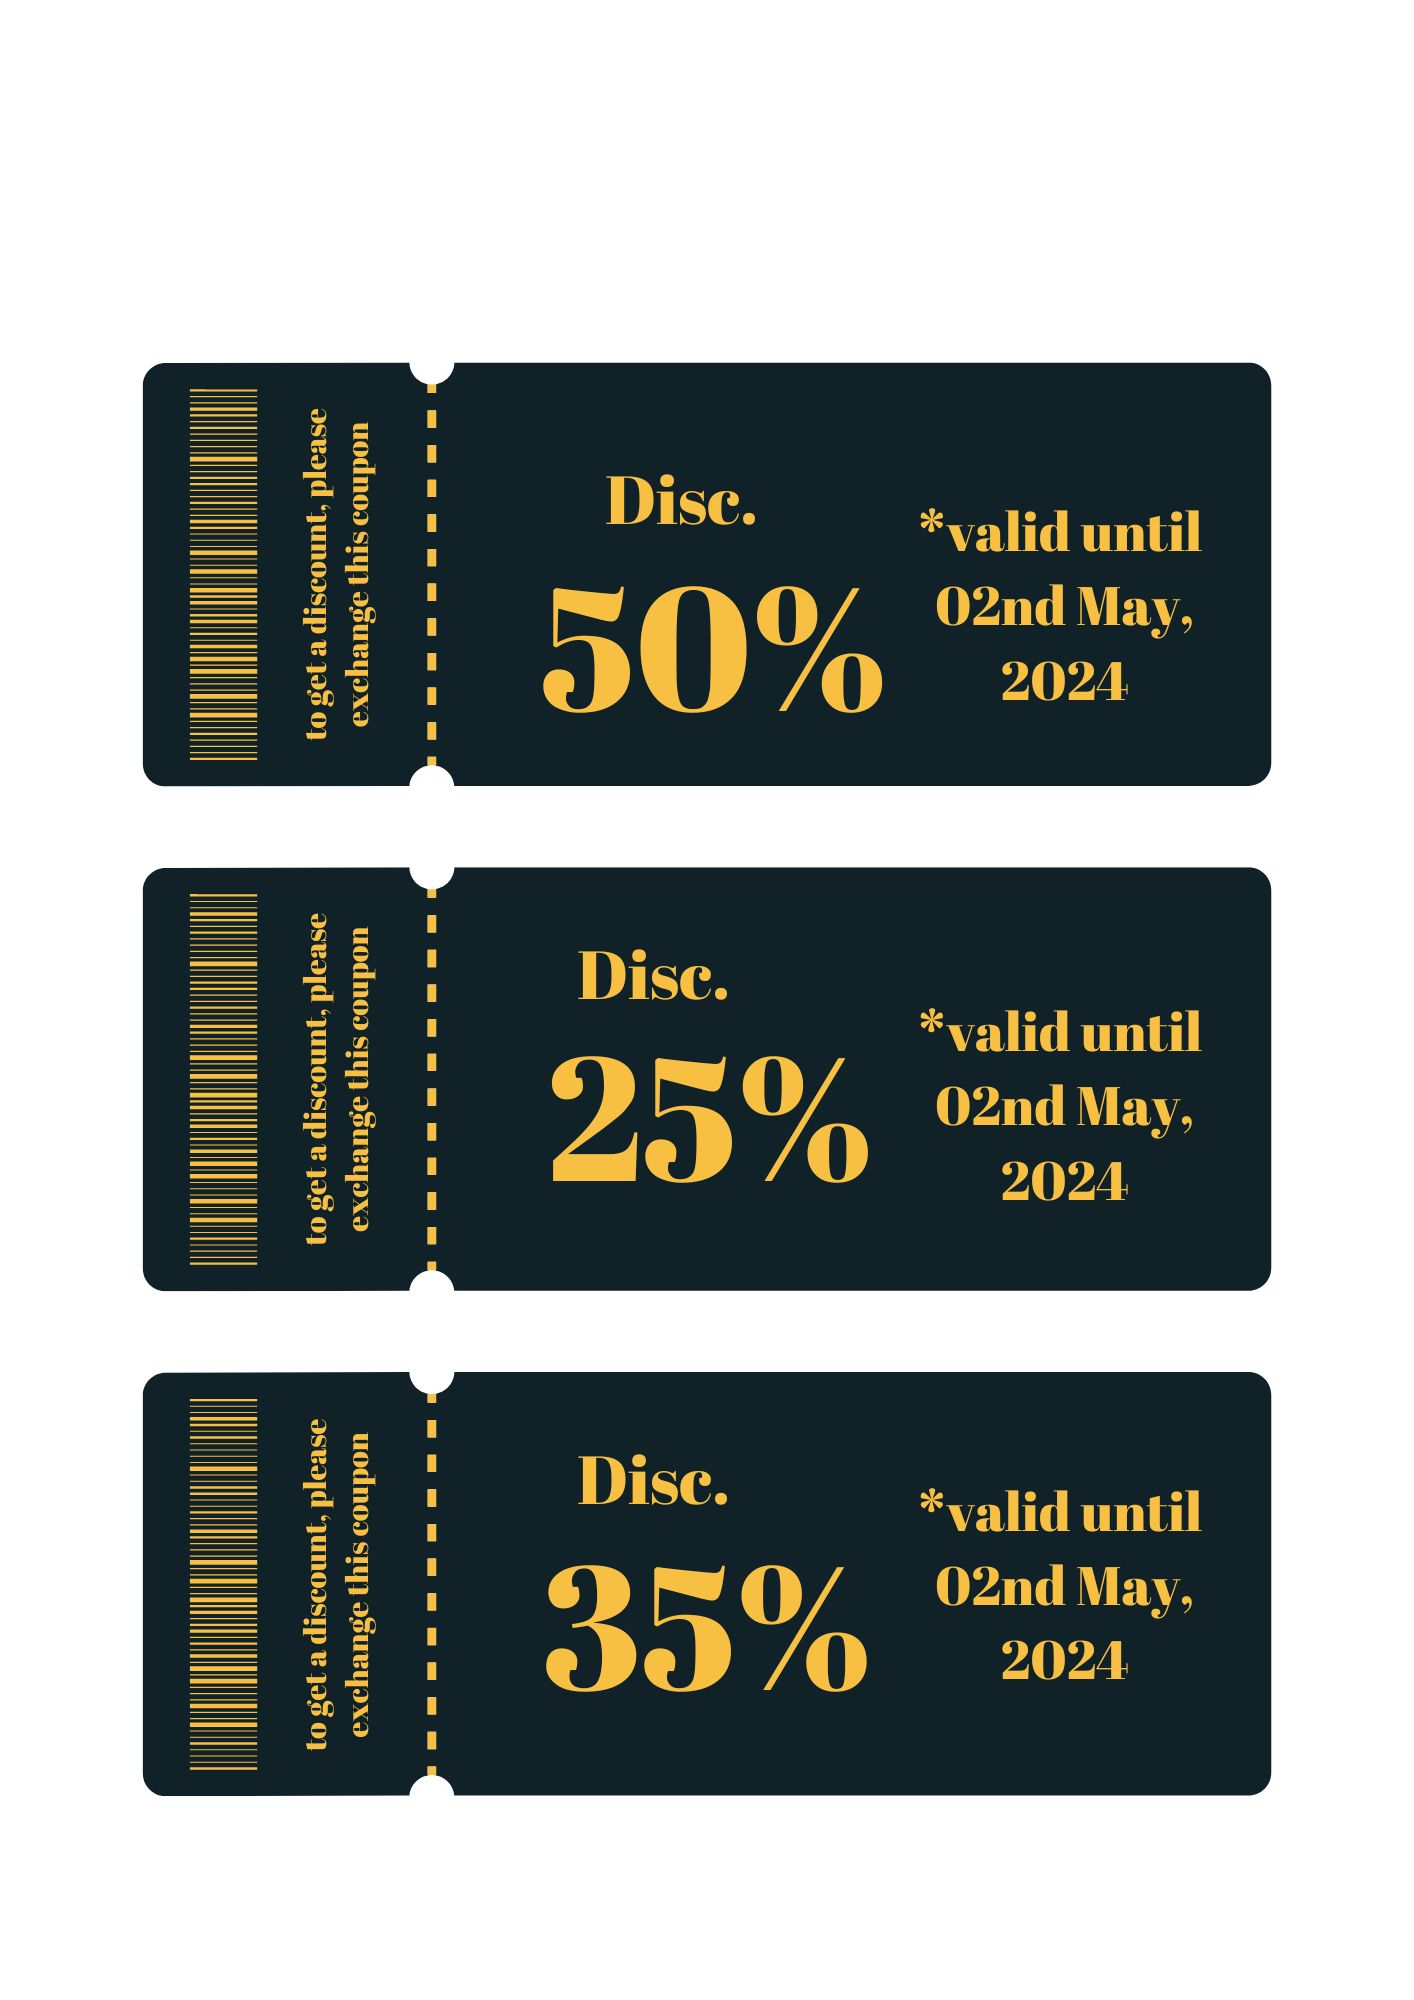 to get a discount, please
exchange this coupon
Disc.
50%
*valid until
02nd May,
2024
to get a discount, please
exchange this coupon
Disc.
25%
*valid until
02nd May,
2024
to get a discount, please
exchange this coupon
Disc.
35%
*valid until
02nd May,
2024